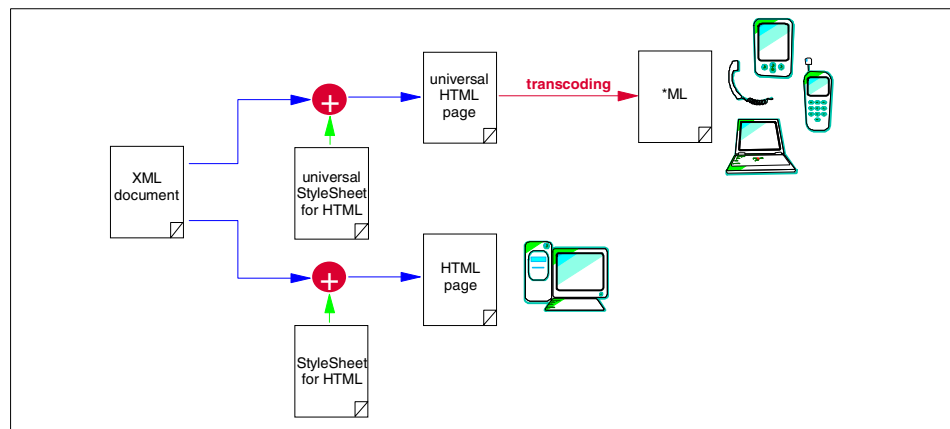 universal
HTML
page
transcoding
*ML
XML
document
universal
StyleSheet
for HTML
HTML
page
StyleSheet
for HTML